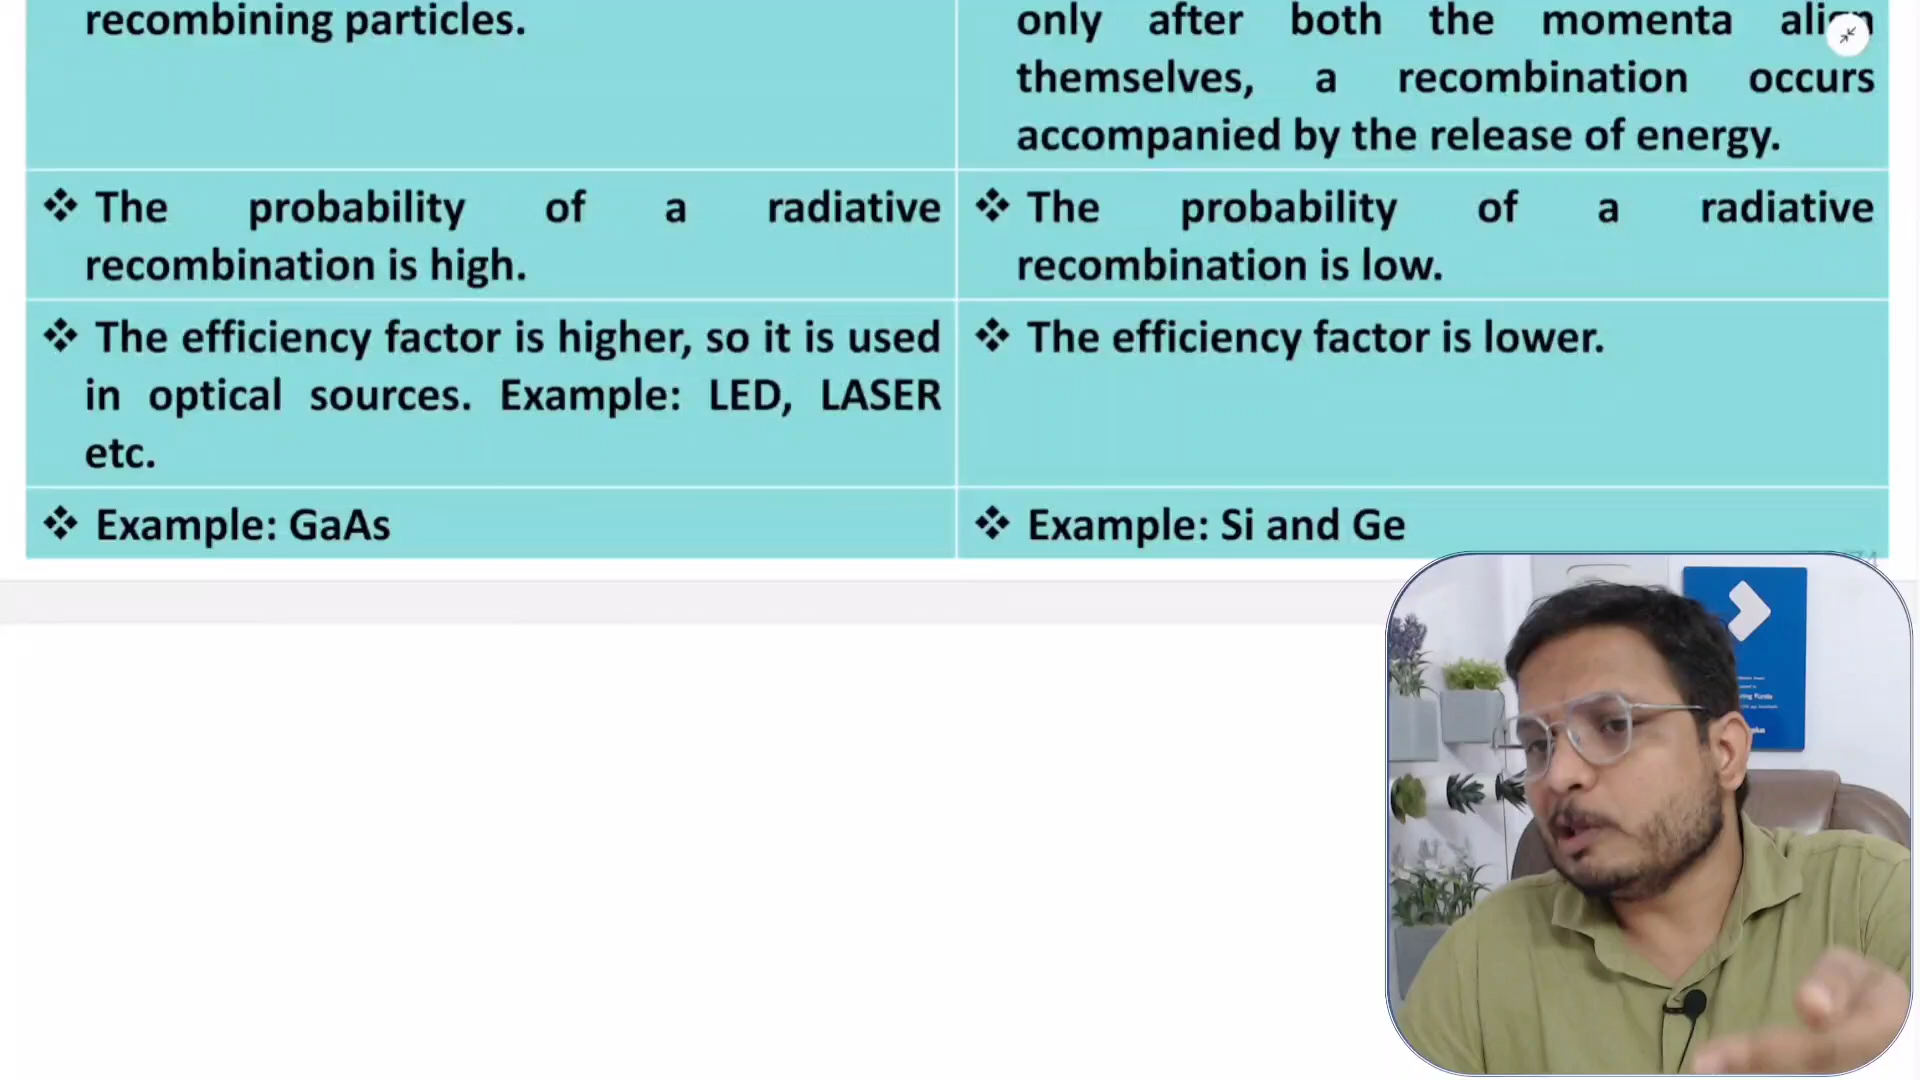 recombining particles.
only after both the momenta align
themselves, a recombination occurs
accompanied by the release of energy.
❖ The probability of a radiative
recombination is high.
❖ The probability of a radiative
recombination is low.
❖ The efficiency factor is higher, so it is used
in optical sources. Example: LED, LASER
etc.
❖ The efficiency factor is lower.
❖ Example: GaAs
❖ Example: Si and Ge